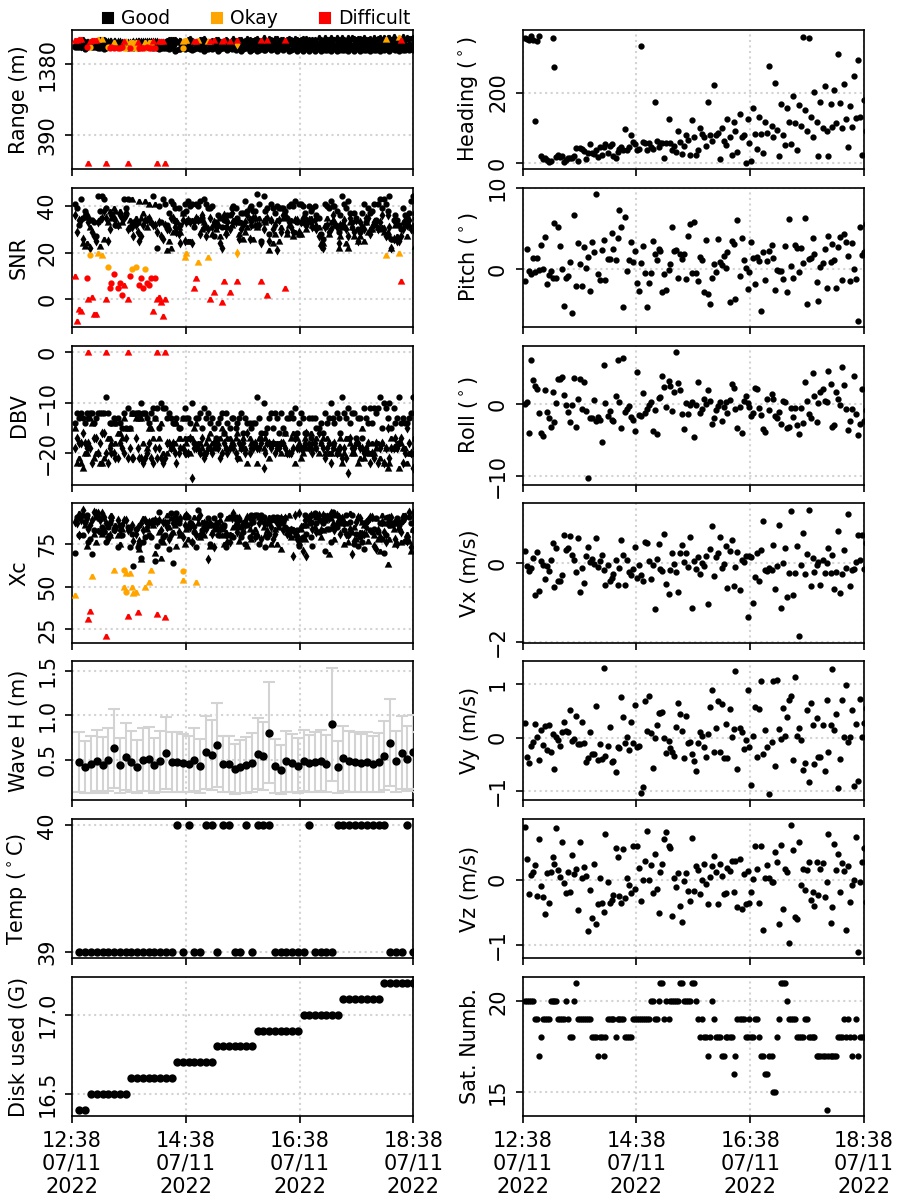 Good Okay Difficult
Range (m)
1380
390
Heading (°)
200
0
SNR
40
20
0
Pitch (°)
10
0
DBV
0
−10
−20
Roll (°)
0
−10
Xc
75
50
25
Vx (m/s)
0
−2
Wave H (m)
1.5
1.0
0.5
Vy (m/s)
1
0
−1
Temp (°C)
40
39
Vz (m/s)
0
−1
Disk used (G)
17.0
16.5
Sat. Numb.
20
15
12:38 14:38 16:38 18:38 12:38 14:38 16:38 18:38
07/11 07/11 07/11 07/11 07/11 07/11 07/11 07/11
2022 2022 2022 2022 2022 2022 2022 2022